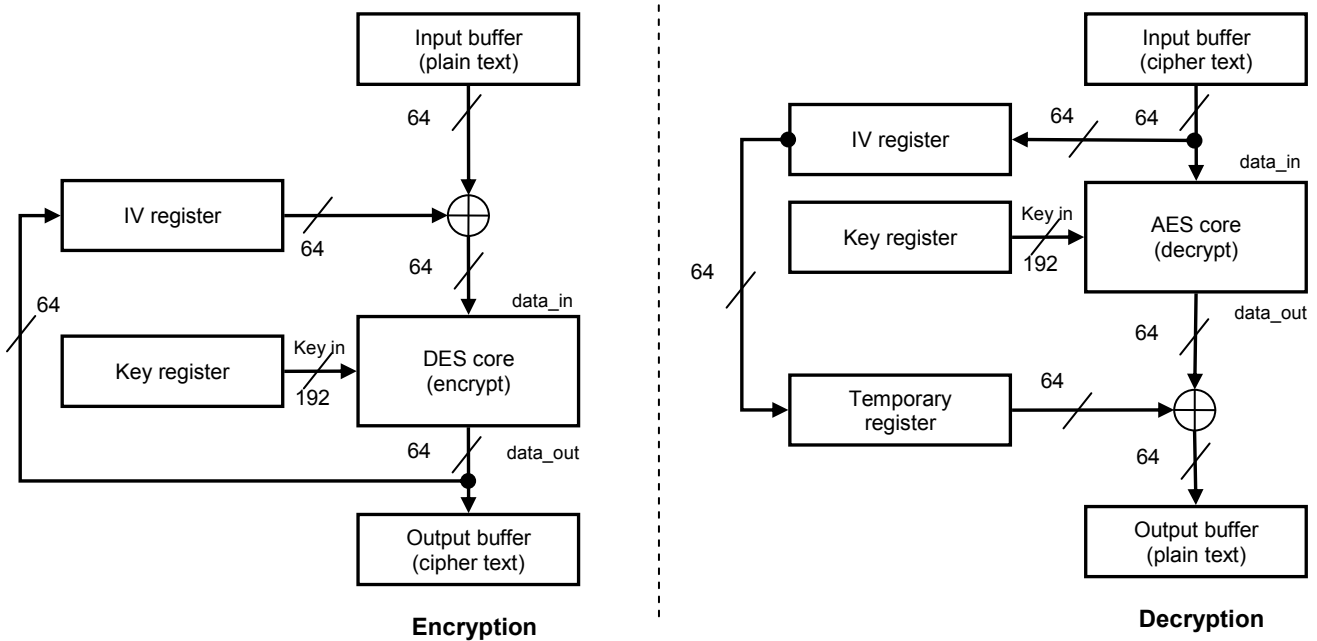 Input buffer
(plain text)
64
IV register
64
64
64
data_in
Key register
Key in
192
DES core
(encrypt)
64
data_out
Output buffer
(cipher text)
Encryption
Input buffer
(cipher text)
64
64
IV register
data_in
Key register
Key in
192
AES core
(decrypt)
64
data_out
64
Temporary
register
64
64
Output buffer
(plain text)
Decryption